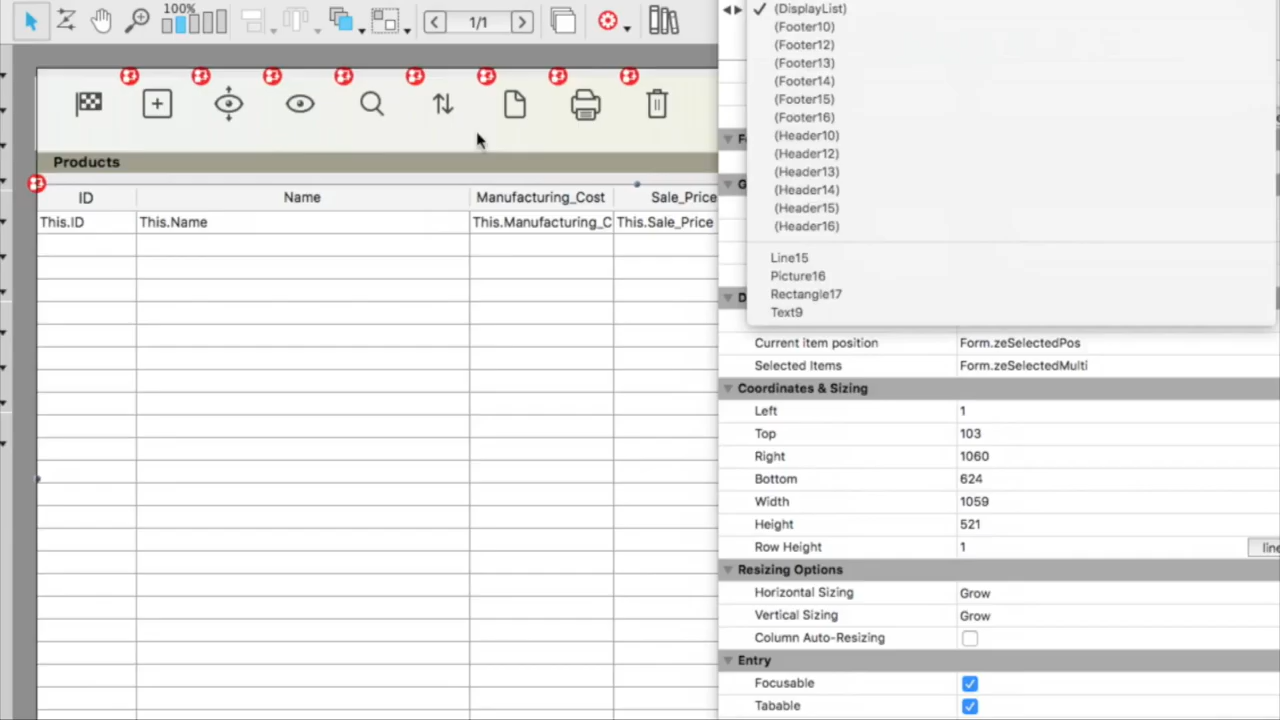 100%
1/1
Products
ID Name Manufacturing_Cost Sale_Price
This.ID This.Name This.Manufacturing_C This.Sale_Price
(DisplayList)
(Footer10)
(Footer12)
(Footer13)
(Footer14)
(Footer15)
(Footer16)
(Header10)
(Header12)
(Header13)
(Header14)
(Header15)
(Header16)
Line15
Picture16
Rectangle17
Text9
F
G
D
Current item position Form.zeSelectedPos
Selected Items Form.zeSelectedMulti
Coordinates & Sizing
Left 1
Top 103
Right 1060
Bottom 624
Width 1059
Height 521
Row Height 1 line
Resizing Options
Horizontal Sizing Grow
Vertical Sizing Grow
Column Auto-Resizing
Entry
Focusable
Tabable